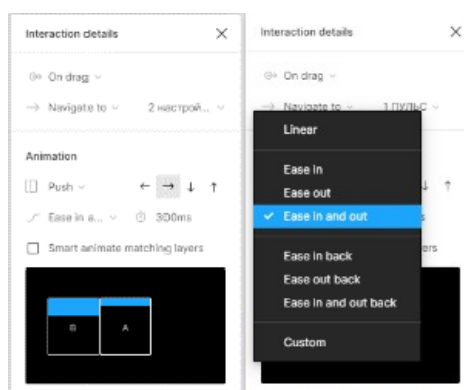 Interaction details
On drag
Navigate to 2 настрой...
Animation
Push
Ease in a... 300ms
Smart animate matching layers
B A
Interaction details
On drag
Navigate to 1 ПУЛЬС
Linear
Ease in
Ease out
Ease in and out
Ease in back
Ease out back
Ease in and out back
Custom
s
ers